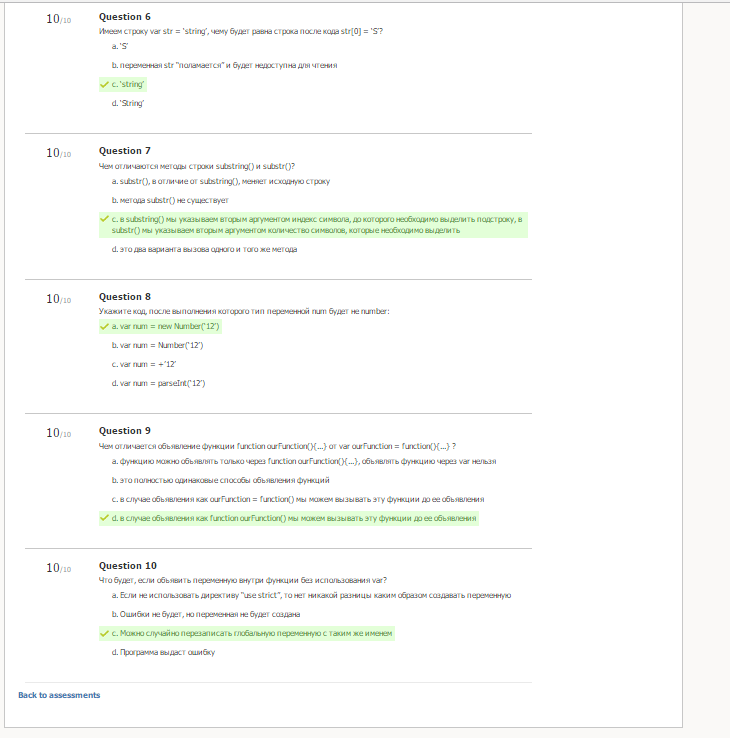 10/10
Question 6
Имеем строку var str = 'string', чему будет равна строка после кода str[0] = 'S'?
a. 'S'
b. переменная str "поламается" и будет недоступна для чтения
c. 'string'
d. 'String'
10/10
Question 7
Чем отличаются методы строки substring() и substr()?
a. substr(), в отличие от substring(), меняет исходную строку
b. метода substr() не существует
c. в substring() мы указываем вторым аргументом индекс символа, до которого необходимо выделить подстроку, в
substr() мы указываем вторым аргументом количество символов, которые необходимо выделить
d. это два варианта вызова одного и того же метода
10/10
Question 8
Укажите код, после выполнения которого тип переменной num будет не number:
a. var num = new Number('12')
b. var num = Number('12')
c. var num = +'12'
d. var num = parseInt('12')
10/10
Question 9
Чем отличается объявление функции function ourFunction(){...} от var ourFunction = function(){...} ?
a. функцию можно объявлять только через function ourFunction(){...}, объявлять функцию через var нельзя
b. это полностью одинаковые способы объявления функций
c. в случае объявления как ourFunction = function() мы можем вызывать эту функции до ее объявления
d. в случае объявления как function ourFunction() мы можем вызывать эту функции до ее объявления
10/10
Question 10
Что будет, если объявить переменную внутри функции без использования var?
a. Если не использовать директиву "use strict", то нет никакой разницы каким образом создавать переменную
b. Ошибки не будет, но переменная не будет создана
c. Можно случайно перезаписать глобальную переменную с таким же именем
d. Программа выдаст ошибку
Back to assessments